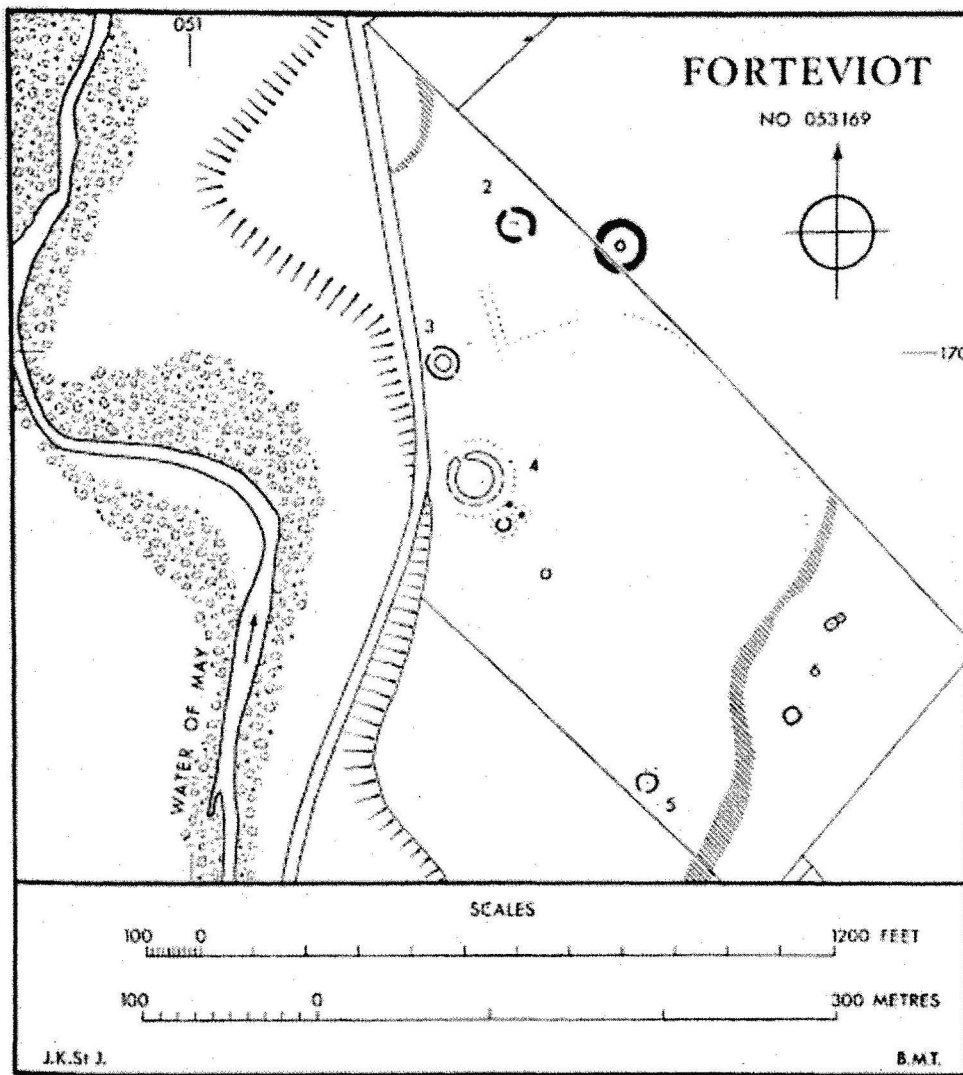 051
FORTEVIOT
NO 053169
2
3
170
4
WATER OF MAY
6
5
SCALES
100 0 1200 FEET
100 0 300 METRES
J.K.St J. B.M.T.